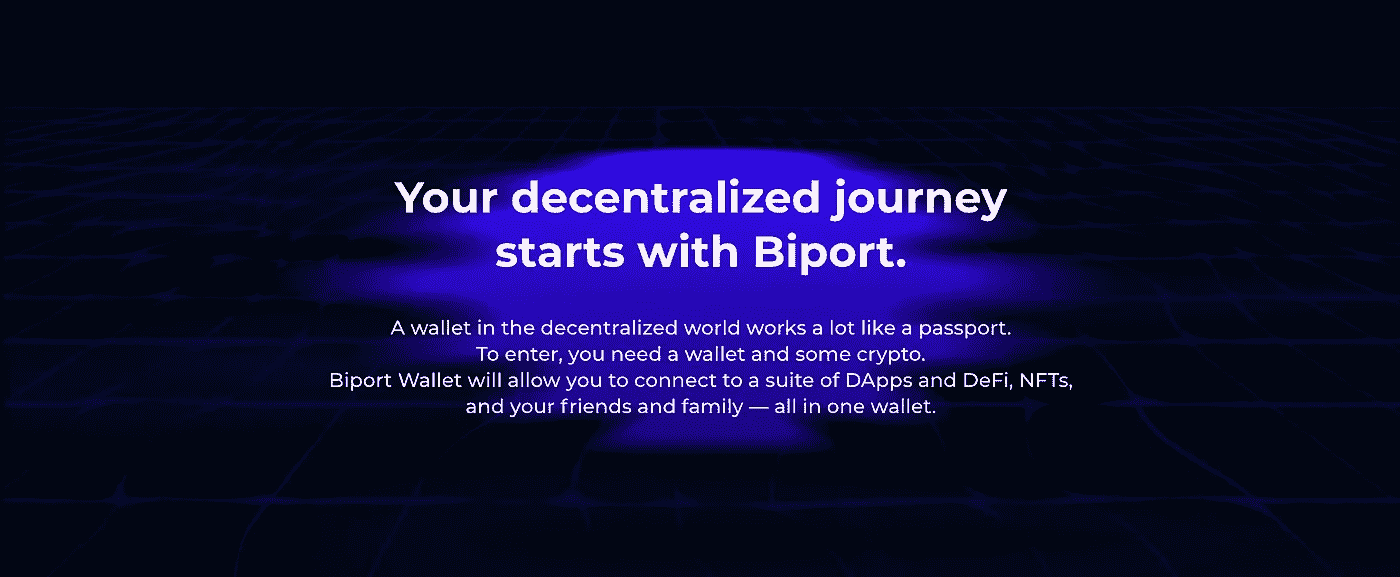 Your decentralized journey
starts with Biport.
A wallet in the decentralized world works a lot like a passport.
To enter, you need a wallet and some crypto.
Biport Wallet will allow you to connect to a suite of DApps and DeFi, NFTs,
and your friends and family — all in one wallet.